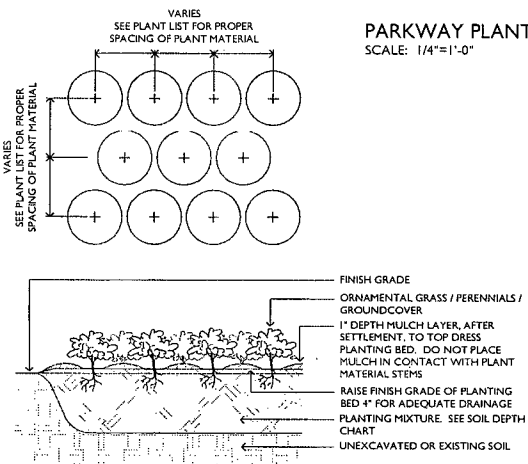 VARIES
SEE PLANT LIST FOR PROPER
SPACING OF PLANT MATERIAL
PARKWAY PLANT
SCALE: 1/4"=1'-0"
VARIES
SEE PLANT LIST FOR PROPER
SPACING OF PLANT MATERIAL
FINISH GRADE
ORNAMENTAL GRASS / PERENNIALS /
GROUNDCOVER
1" DEPTH MULCH LAYER, AFTER
SETTLEMENT, TO TOP DRESS
PLANTING BED. DO NOT PLACE
MULCH IN CONTACT WITH PLANT
MATERIAL STEMS
RAISE FINISH GRADE OF PLANTING
BED 4" FOR ADEQUATE DRAINAGE
PLANTING MIXTURE. SEE SOIL DEPTH
CHART
UNEXCAVATED OR EXISTING SOIL